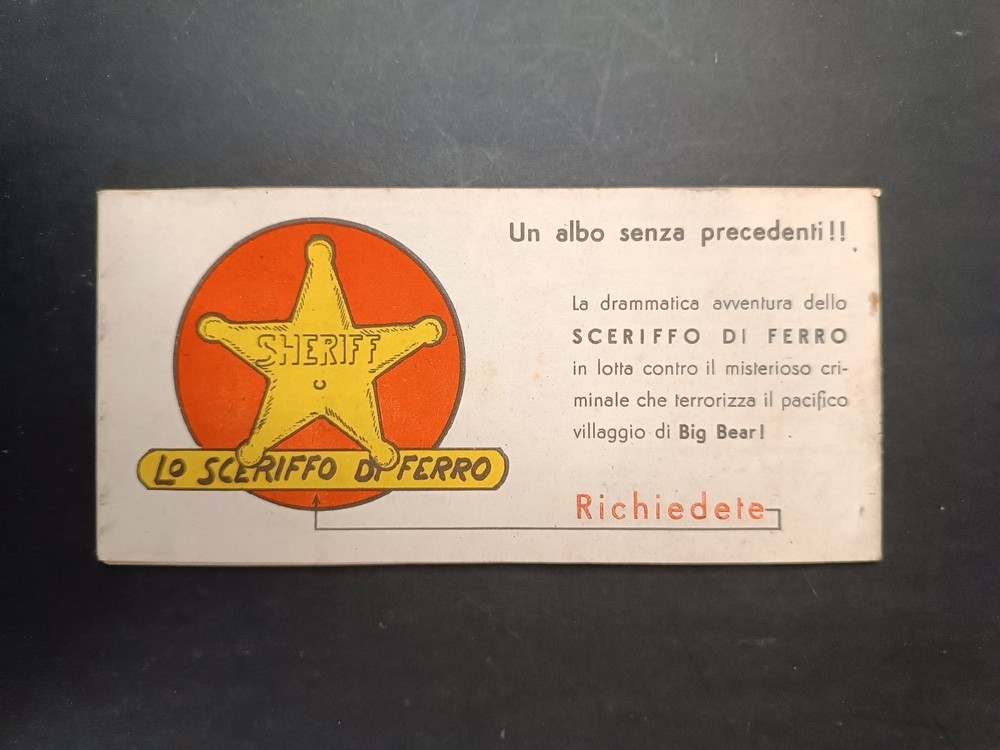 SHERIFF
LO SCERIFFO DI FERRO
Un albo senza precedenti!!
La drammatica avventura dello
SCERIFFO DI FERRO
in lotta contro il misterioso cri-
minale che terrorizza il pacifico
villaggio di Big Bear!
Richiedete